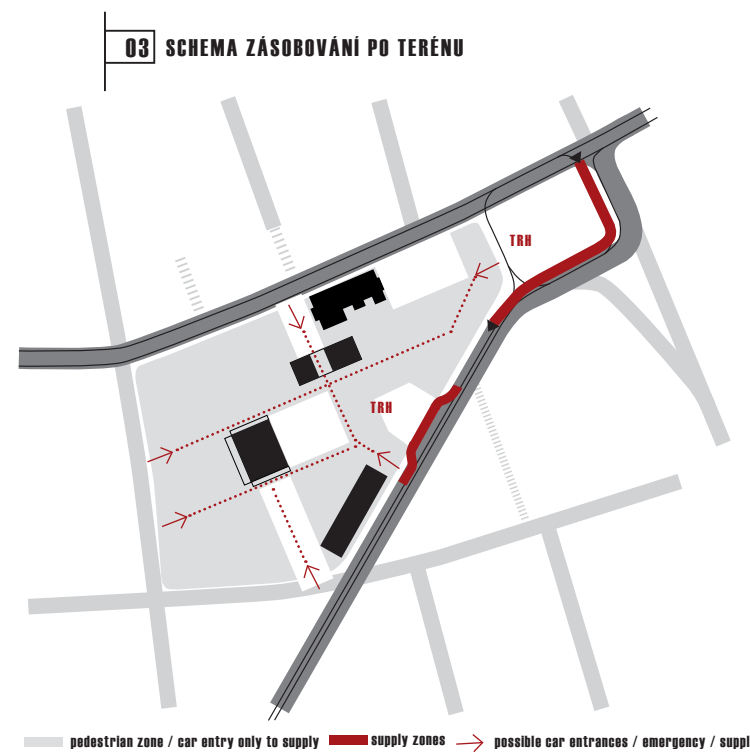 03 SCHEMA ZÁSOBOVÁNÍ PO TERÉNU
TRH
TRH
pedestrian zone / car entry only to supply supply zones possible car entrances / emergency / suppl